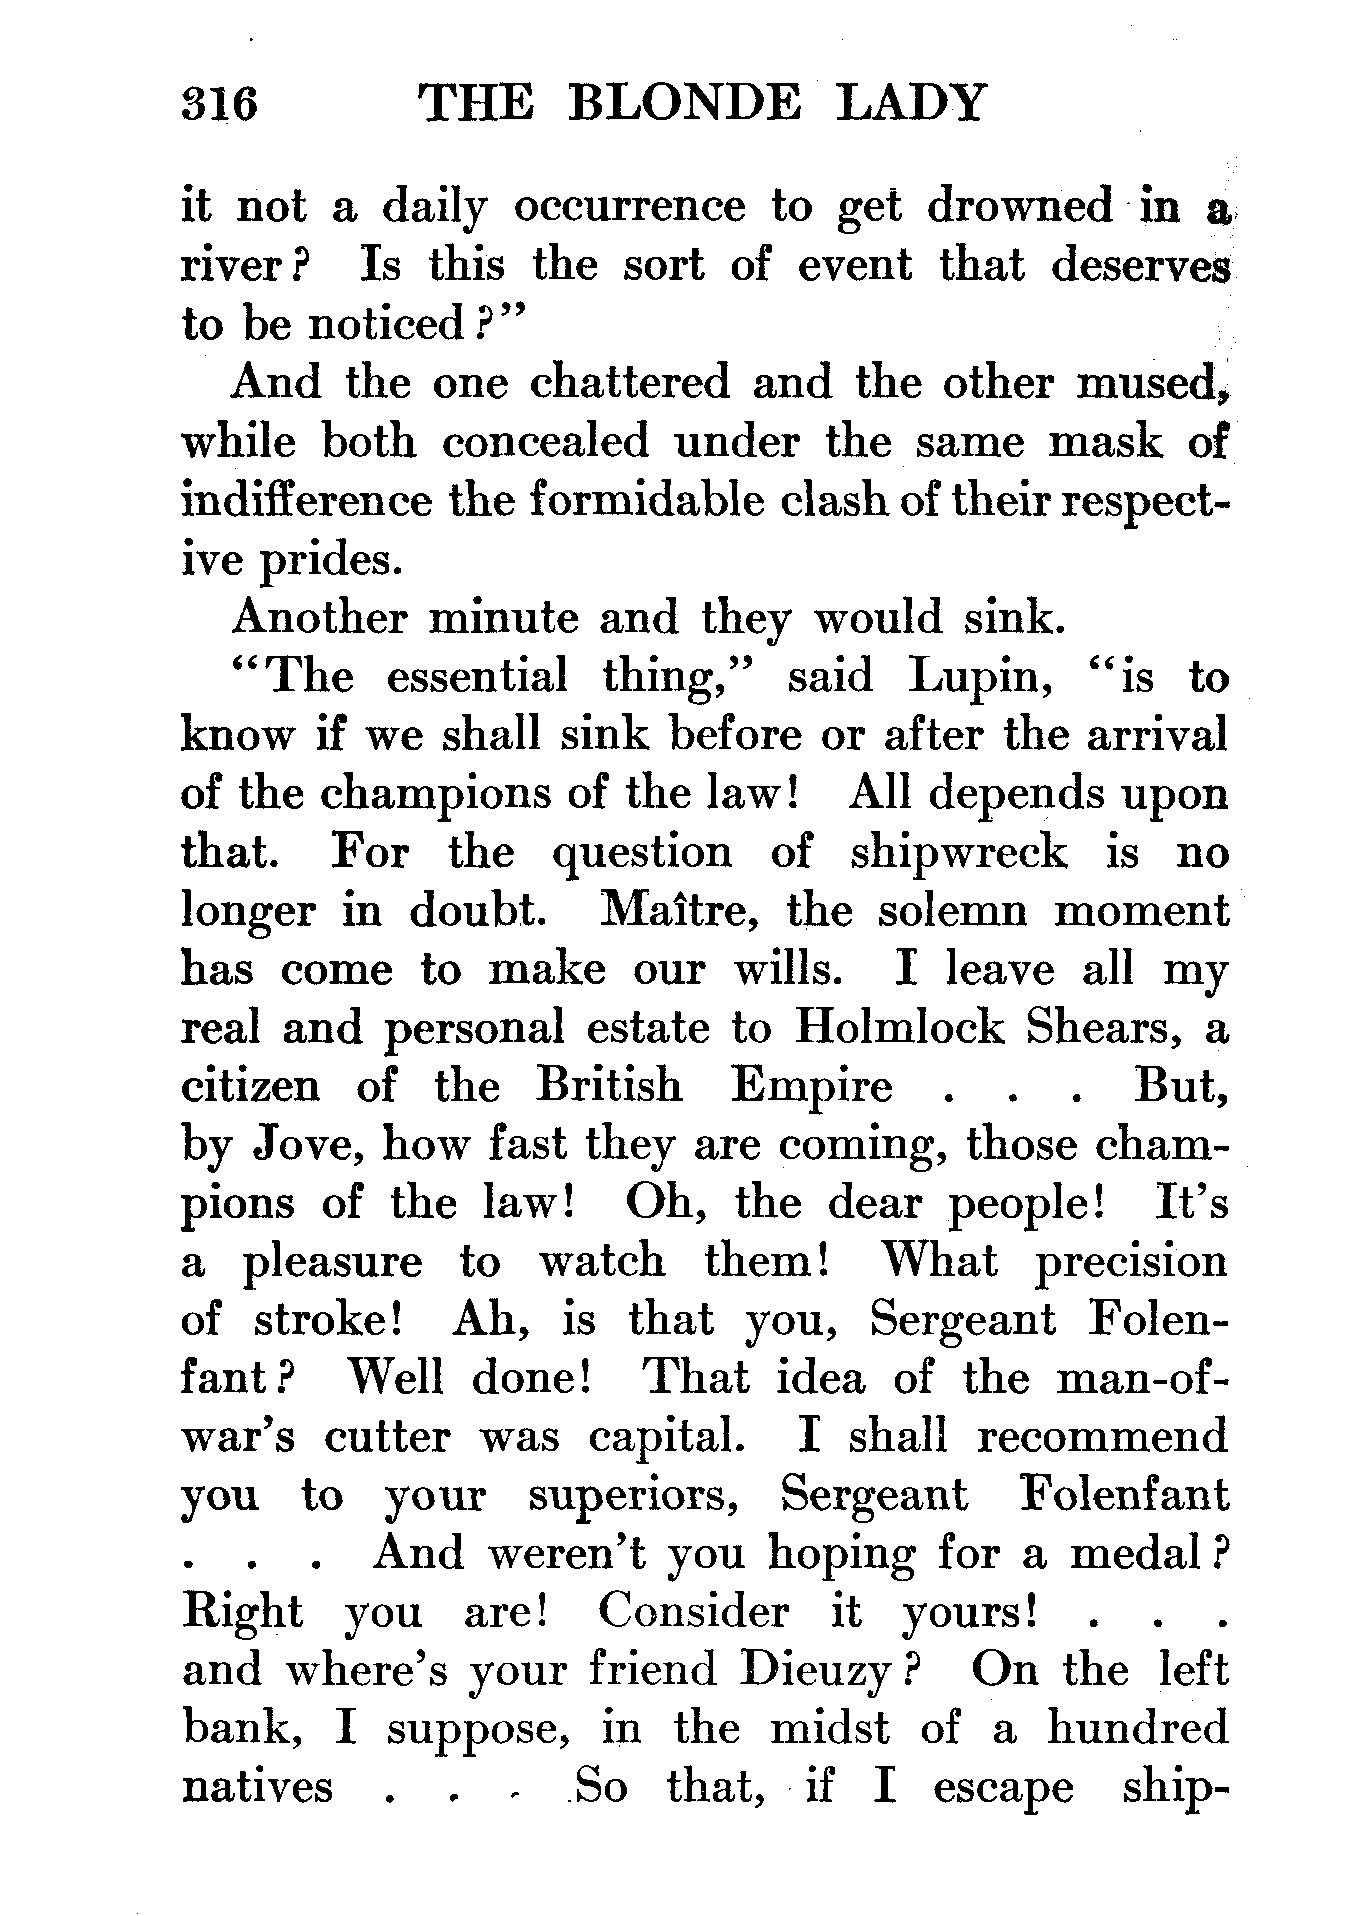 316 THE BLONDE LADY
it not a daily occurrence to get drowned in a
river? Is this the sort of event that deserves
to be noticed?”
And the one chattered and the other mused,
while both concealed under the same mask of
indifference the formidable clash of their respect-
ive prides.
Another minute and they would sink.
“The essential thing,” said Lupin, “is to
know if we shall sink before or after the arrival
of the champions of the law! All depends upon
that. For the question of shipwreck is no
longer in doubt. Maître, the solemn moment
has come to make our wills. I leave all my
real and personal estate to Holmlock Shears, a
citizen of the British Empire . . . But,
by Jove, how fast they are coming, those cham-
pions of the law! Oh, the dear people! It’s
a pleasure to watch them! What precision
of stroke! Ah, is that you, Sergeant Folen-
fant? Well done! That idea of the man-of-
war’s cutter was capital. I shall recommend
you to your superiors, Sergeant Folenfant
. . . And weren’t you hoping for a medal?
Right you are! Consider it yours! . . .
and where’s your friend Dieuzy? On the left
bank, I suppose, in the midst of a hundred
natives . . . So that, if I escape ship-